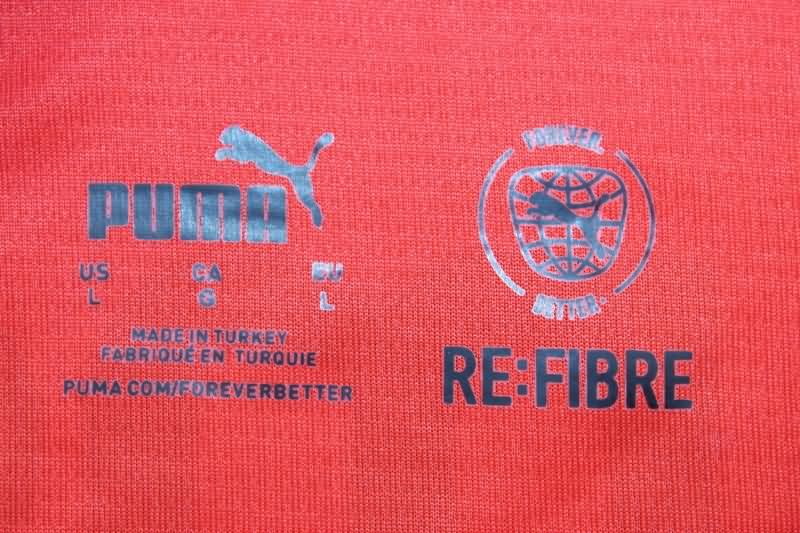 PUMA
US CA EU
L G L
MADE IN TURKEY
FABRIQUÉ EN TURQUIE
PUMA.COM/FOREVERBETTER
FOREVER.
BETTER.
RE:FIBRE